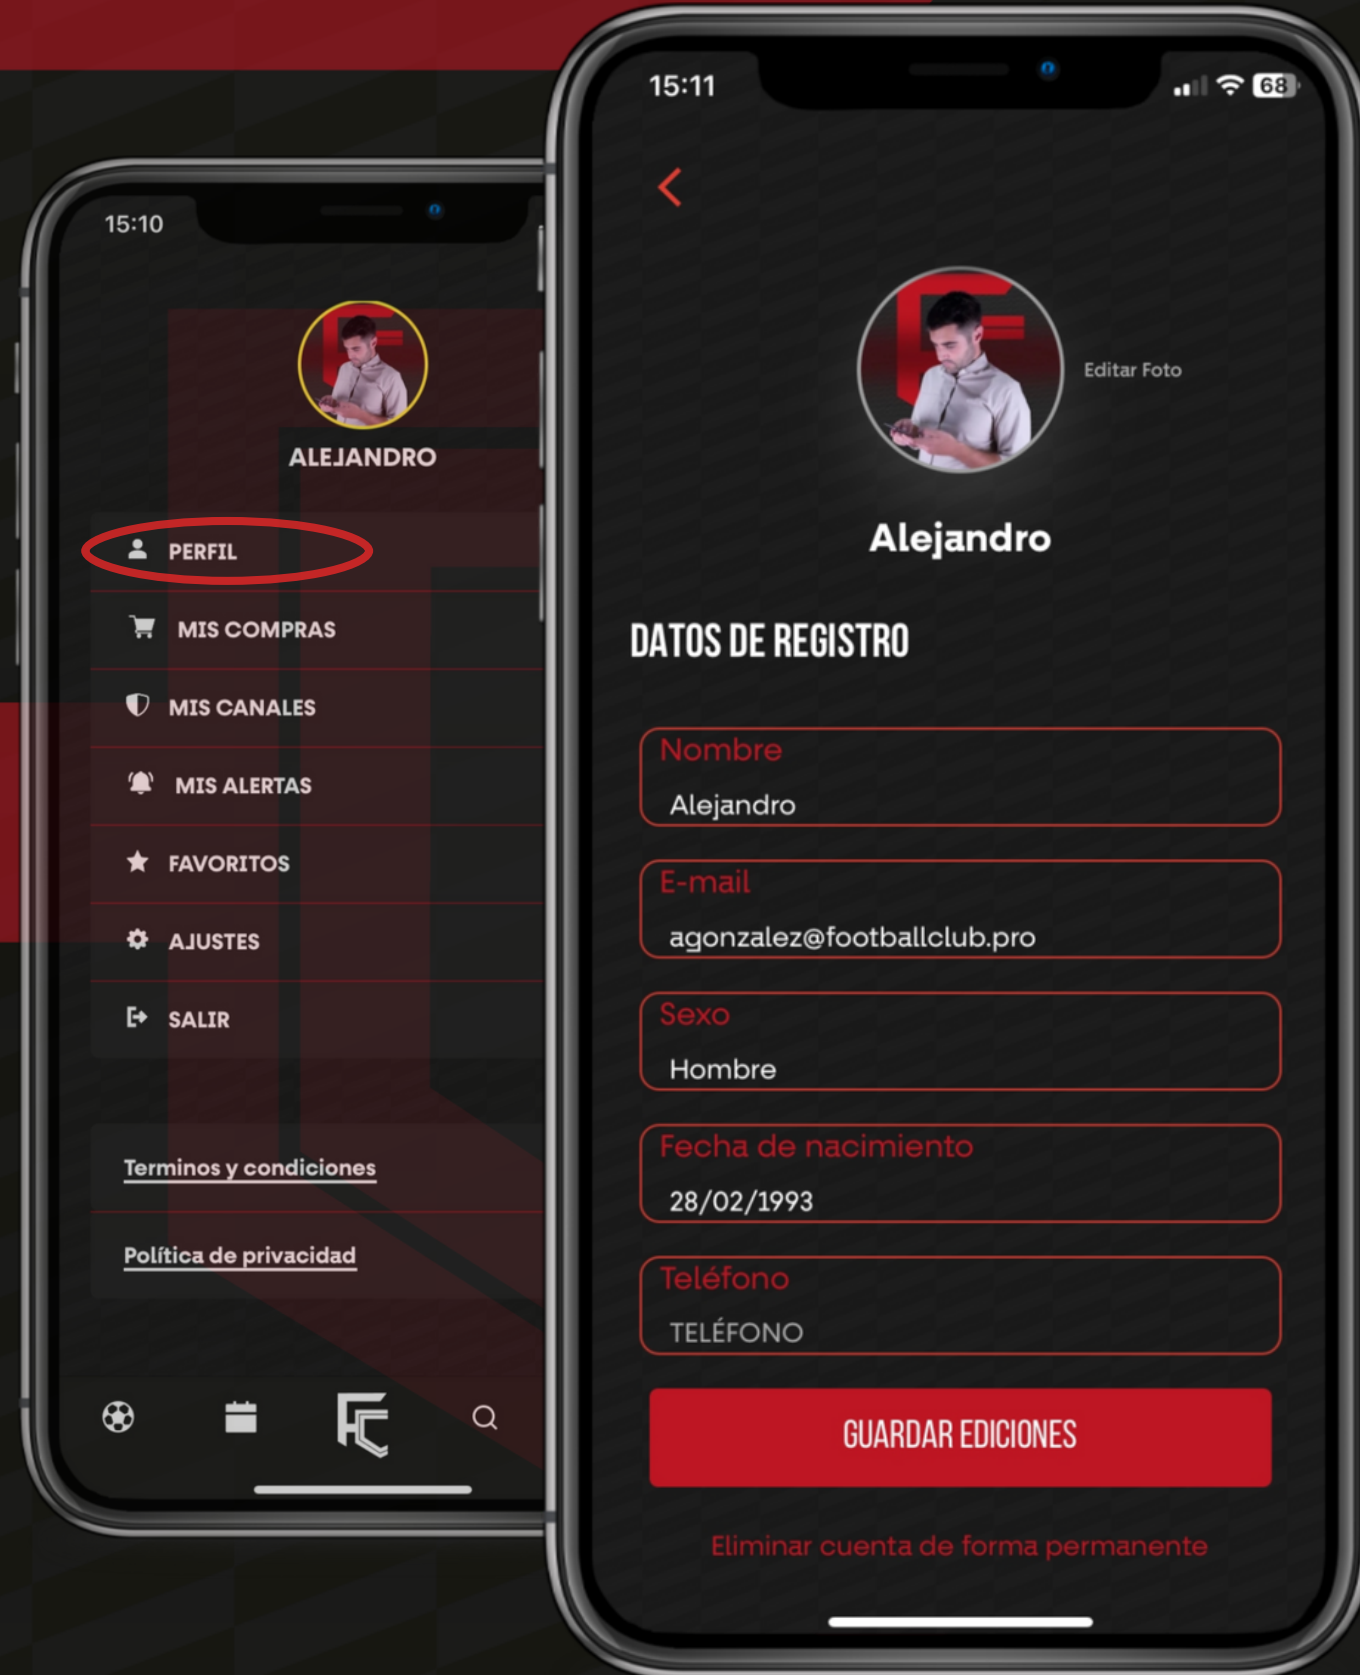 15:10
ALEJANDRO
PERFIL
MIS COMPRAS
MIS CANALES
MIS ALERTAS
FAVORITOS
AJUSTES
SALIR
Terminos y condiciones
Política de privacidad
FC
15:11
68
Editar Foto
Alejandro
DATOS DE REGISTRO
Nombre
Alejandro
E-mail
agonzalez@footballclub.pro
Sexo
Hombre
Fecha de nacimiento
28/02/1993
Teléfono
TELÉFONO
GUARDAR EDICIONES
Eliminar cuenta de forma permanente